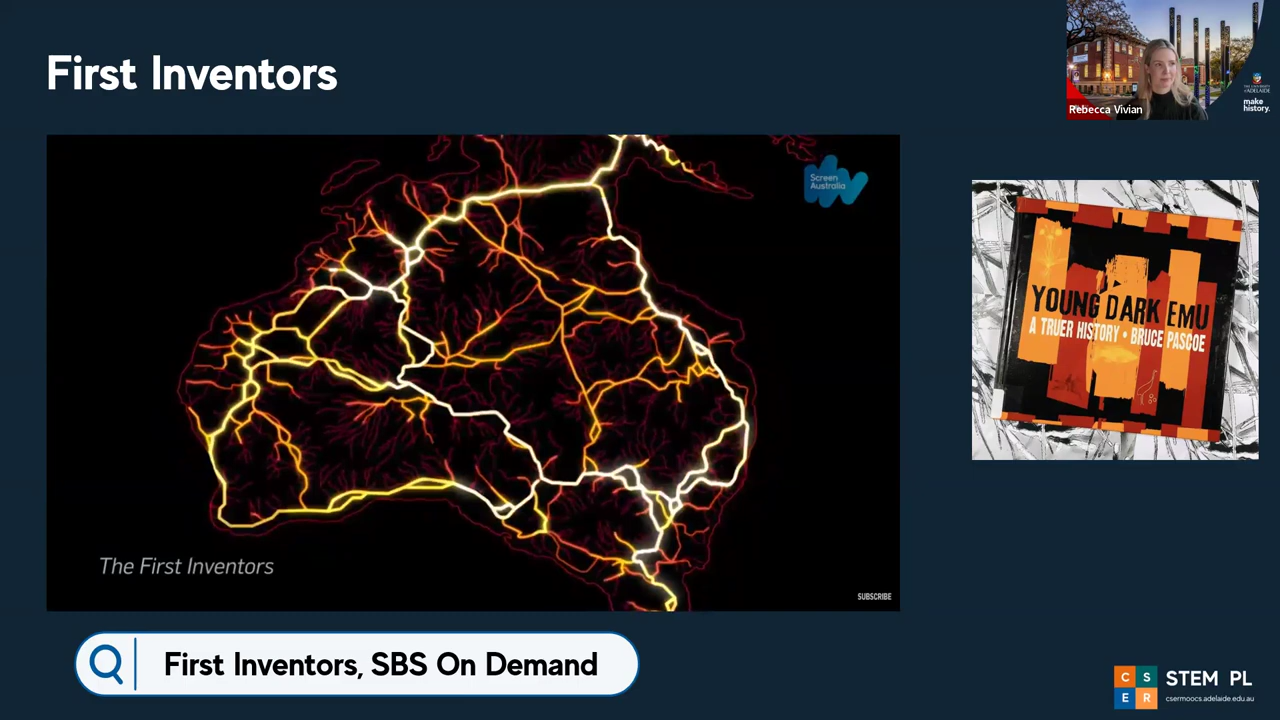 First Inventors
Rebecca Vivian
make
history.
Screen
Australia
YOUNG DARK EMU
A TRUER HISTORY • BRUCE PASCOE
The First Inventors
SUBSCRIBE
First Inventors, SBS On Demand
C S
E R
STEM PL
csermoocs.adelaide.edu.au